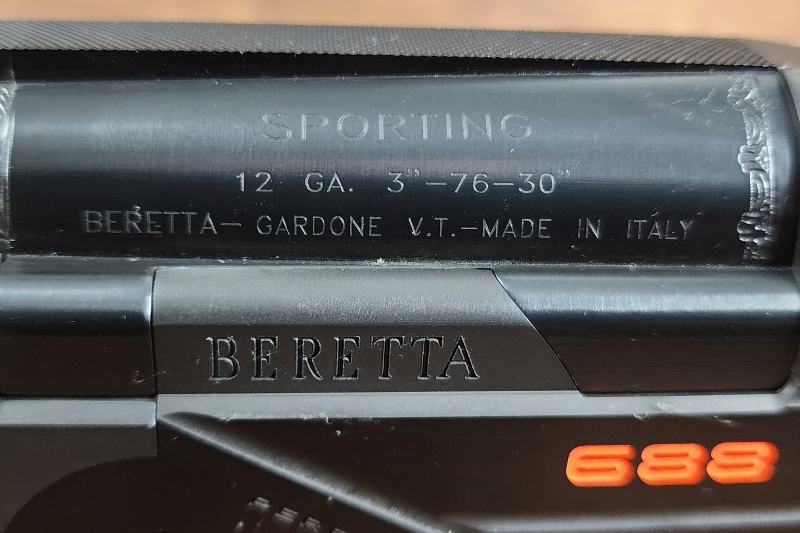 SPORTING
12 GA. 3"-76-30"
BERETTA- GARDONE V.T.-MADE IN ITALY
BERETTA
688